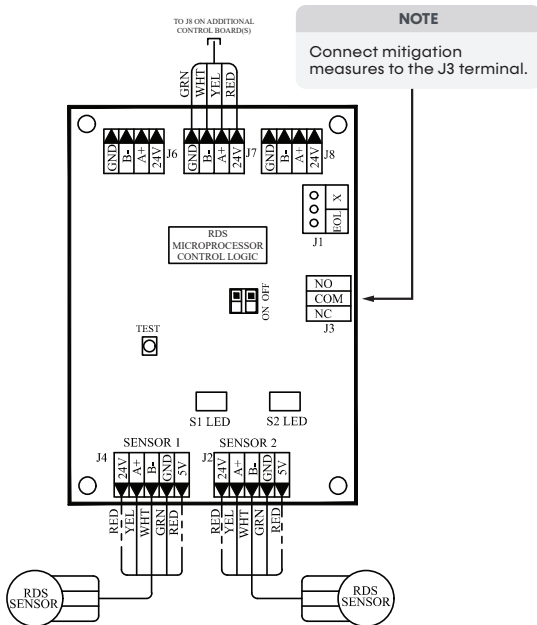 TO J8 ON ADDITIONAL
CONTROL BOARD(S)
NOTE
Connect mitigation
measures to the J3 terminal.
GRN
WHT
YEL
RED
GND
B-
A+
24V
J6
GND
B-
A+
24V
J7
GND
B-
A+
24V
J8
X
EOL
J1
RDS
MICROPROCESSOR
CONTROL LOGIC
ON OFF
NO
COM
NC
J3
TEST
S1 LED
S2 LED
SENSOR 1
SENSOR 2
J4
24V
A+
B-
GND
5V
J2
24V
A+
B-
GND
5V
RED
YEL
WHT
GRN
RED
RED
YEL
WHT
GRN
RED
RDS
SENSOR
RDS
SENSOR